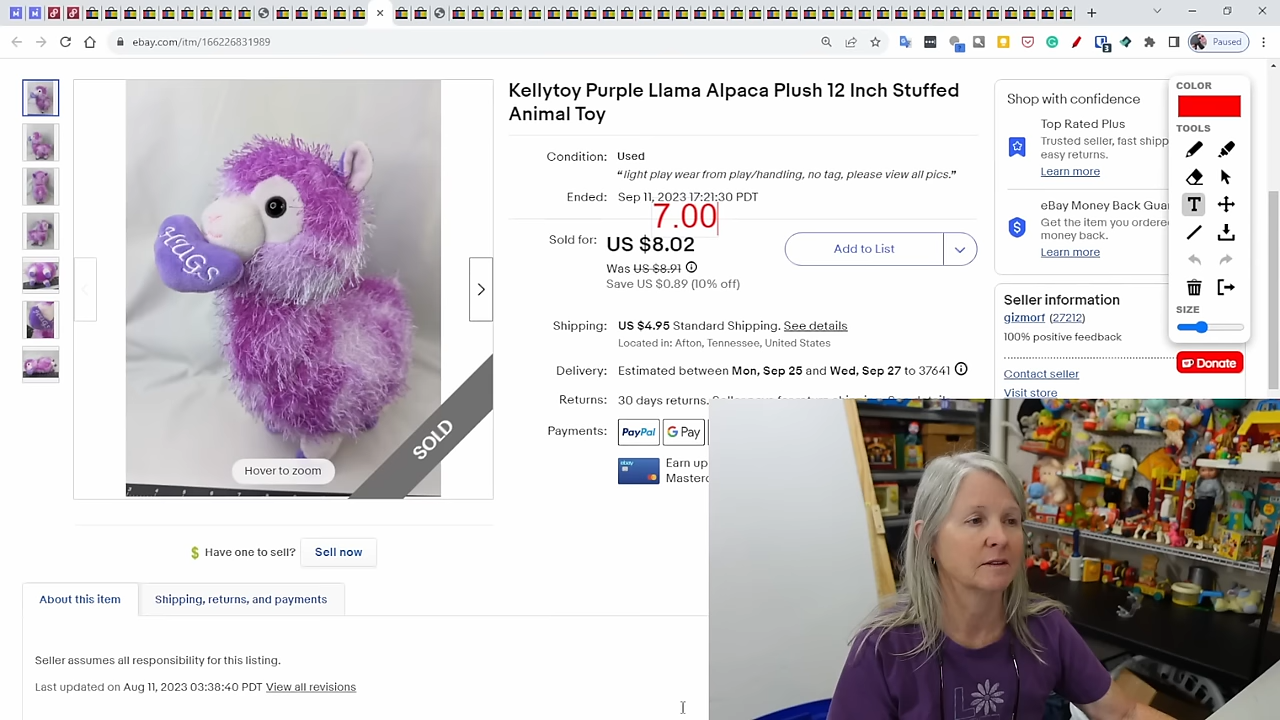 Paused
ebay.com/itm/166226831989
Kellytoy Purple Llama Alpaca Plush 12 Inch Stuffed
Animal Toy
Condition: Used
"light play wear from play/handling, no tag, please view all pics."
Ended: Sep 11, 2023 17:21:30 PDT
7.00
Sold for: US $8.02
Add to List
Was US $8.91
Save US $0.89 (10% off)
Shipping: US $4.95 Standard Shipping. See details
Located in: Afton, Tennessee, United States
Delivery: Estimated between Mon, Sep 25 and Wed, Sep 27 to 37641
Returns: 30 days returns.
Payments: PayPal G Pay
ebay
Earn up
Masterc
HUGS
SOLD
Hover to zoom
Have one to sell? Sell now
About this item
Shipping, returns, and payments
Seller assumes all responsibility for this listing.
Last updated on Aug 11, 2023 03:38:40 PDT View all revisions
Shop with confidence
Top Rated Plus
Trusted seller, fast shipp
easy returns.
Learn more
eBay Money Back Gua
Get the item you ordere
money back.
Learn more
Seller information
gizmorf (27212)
100% positive feedback
Contact seller
Visit store
COLOR
TOOLS
T
SIZE
Donate